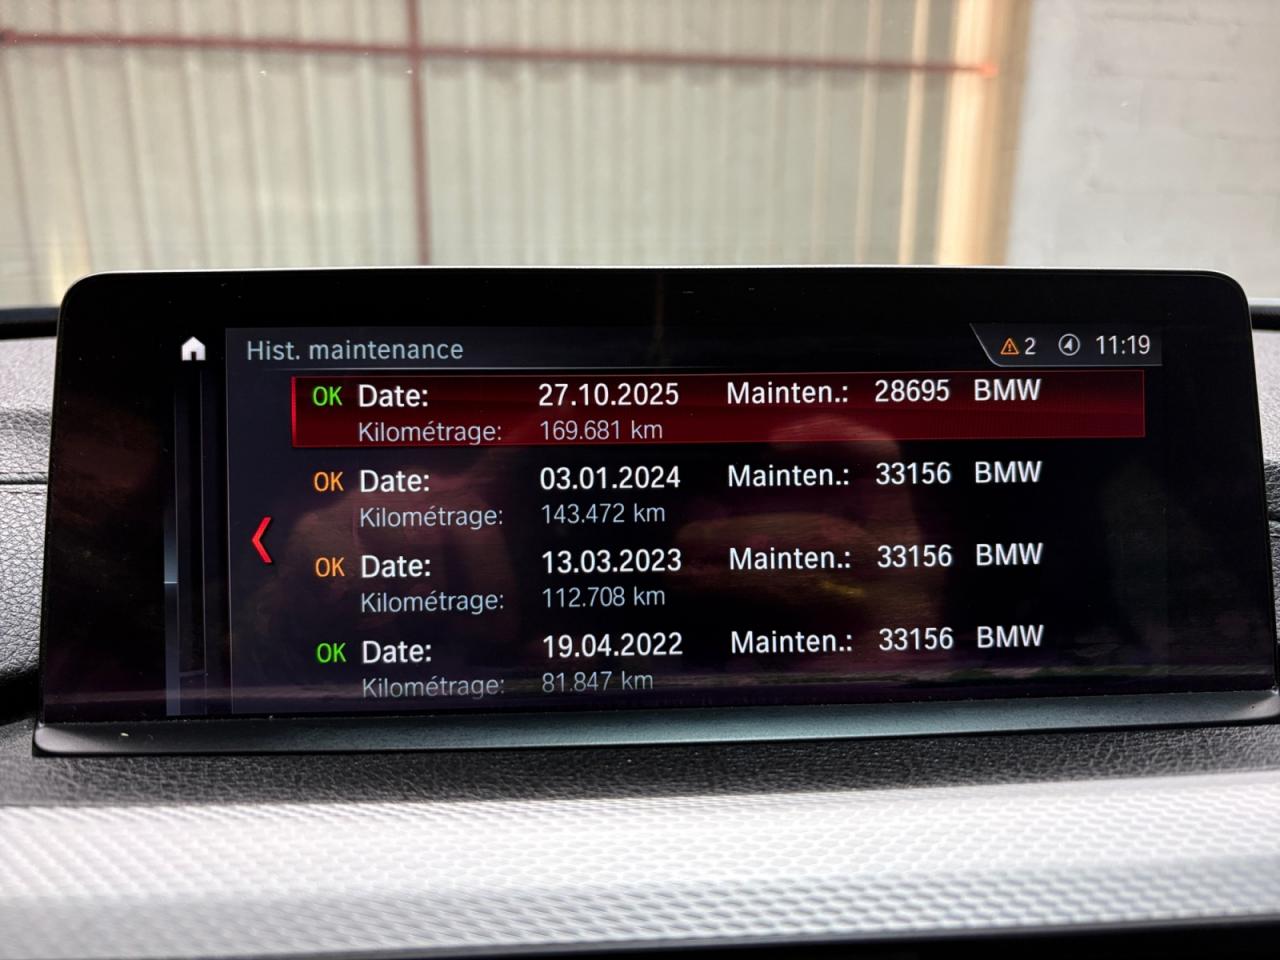 Hist. maintenance
2 11:19
OK Date: 27.10.2025 Mainten.: 28695 BMW
Kilométrage: 169.681 km
OK Date: 03.01.2024 Mainten.: 33156 BMW
Kilométrage: 143.472 km
OK Date: 13.03.2023 Mainten.: 33156 BMW
Kilométrage: 112.708 km
OK Date: 19.04.2022 Mainten.: 33156 BMW
Kilométrage: 81.847 km